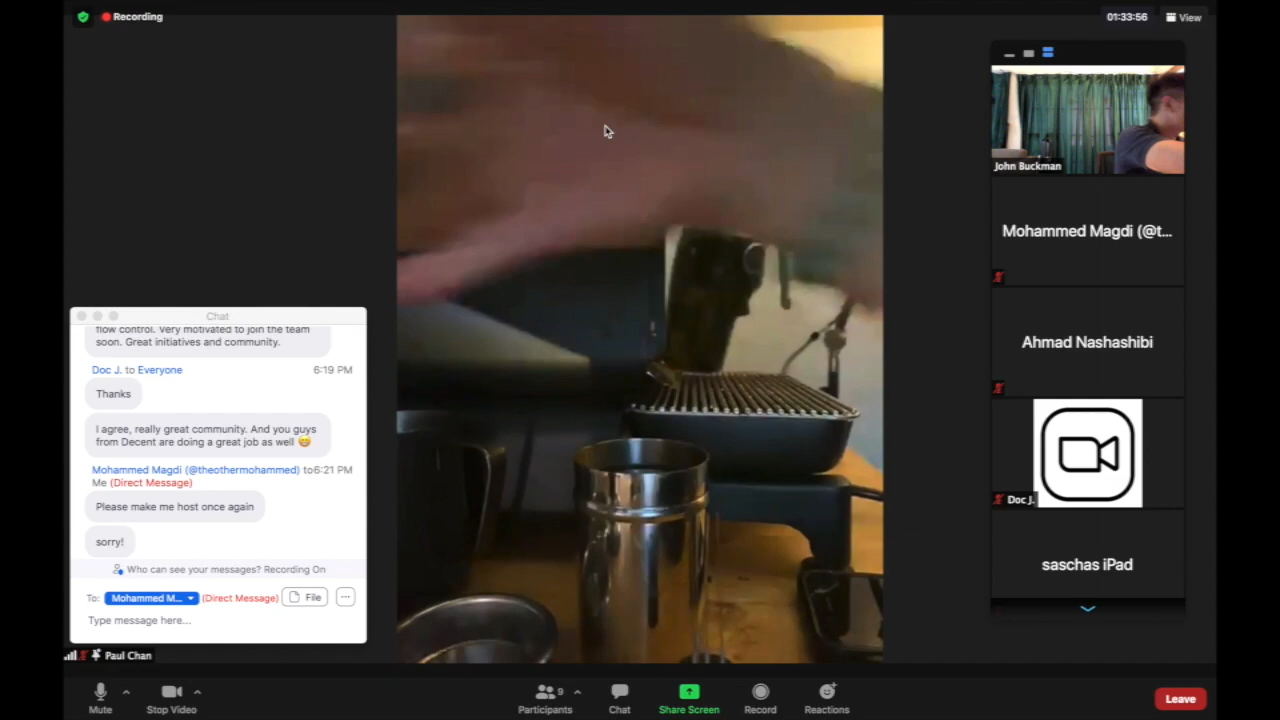 Recording
01:33:56
View
John Buckman
Mohammed Magdi (@t...
Ahmad Nashashibi
Doc J.
saschas iPad
Chat
flow control. Very motivated to join the team
soon. Great initiatives and community.
Doc J. to Everyone 6:19 PM
Thanks
I agree, really great community. And you guys
from Decent are doing a great job as well 😄
Mohammed Magdi (@theothermohammed) to6:21 PM
Me (Direct Message)
Please make me host once again
sorry!
Who can see your messages? Recording On
To: Mohammed M... (Direct Message) File ...
Type message here...
Paul Chan
Mute
Stop Video
9
Participants
Chat
Share Screen
Record
Reactions
Leave